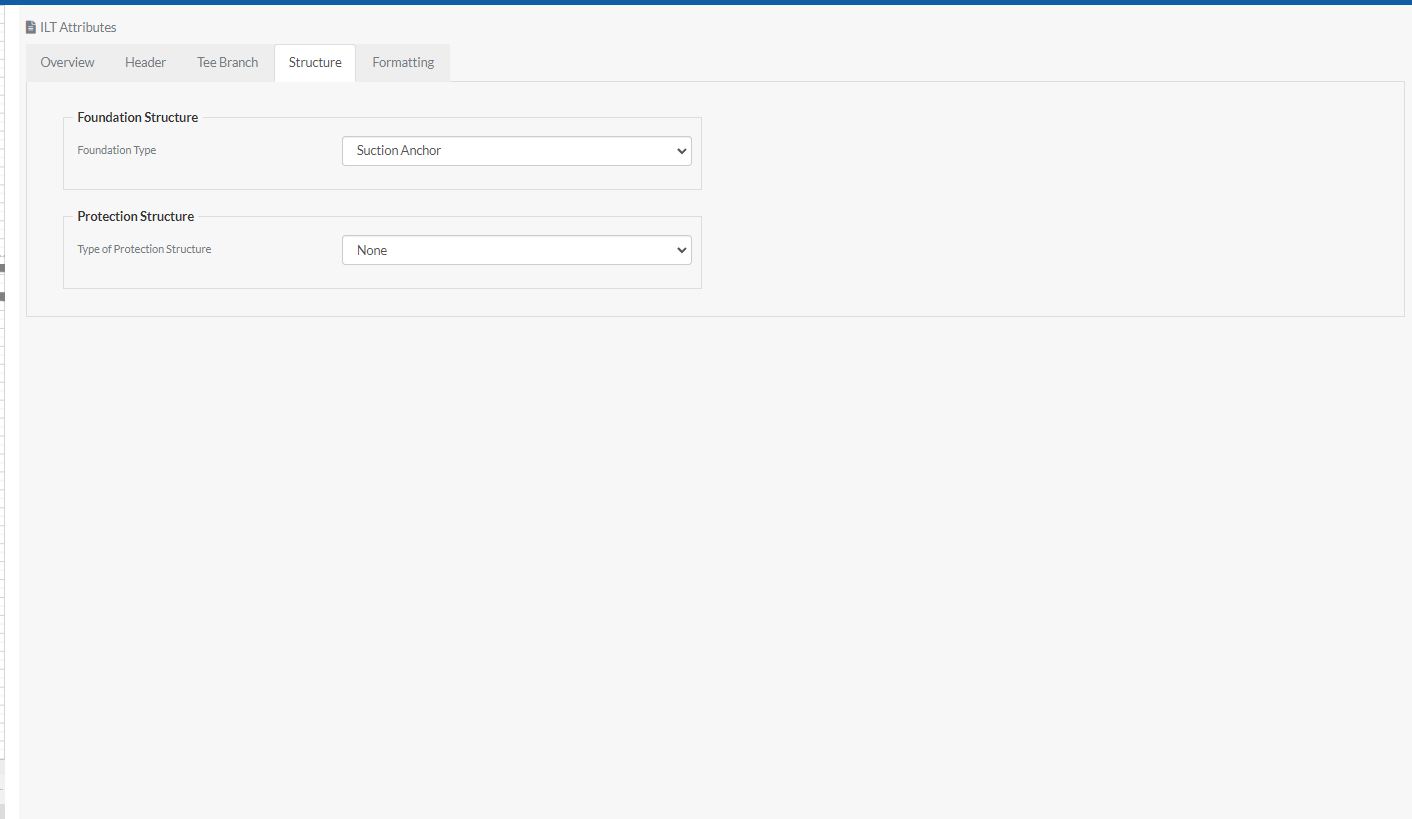 ILT Attributes
Overview Header Tee Branch Structure Formatting
Foundation Structure
Foundation Type Suction Anchor
Protection Structure
Type of Protection Structure None